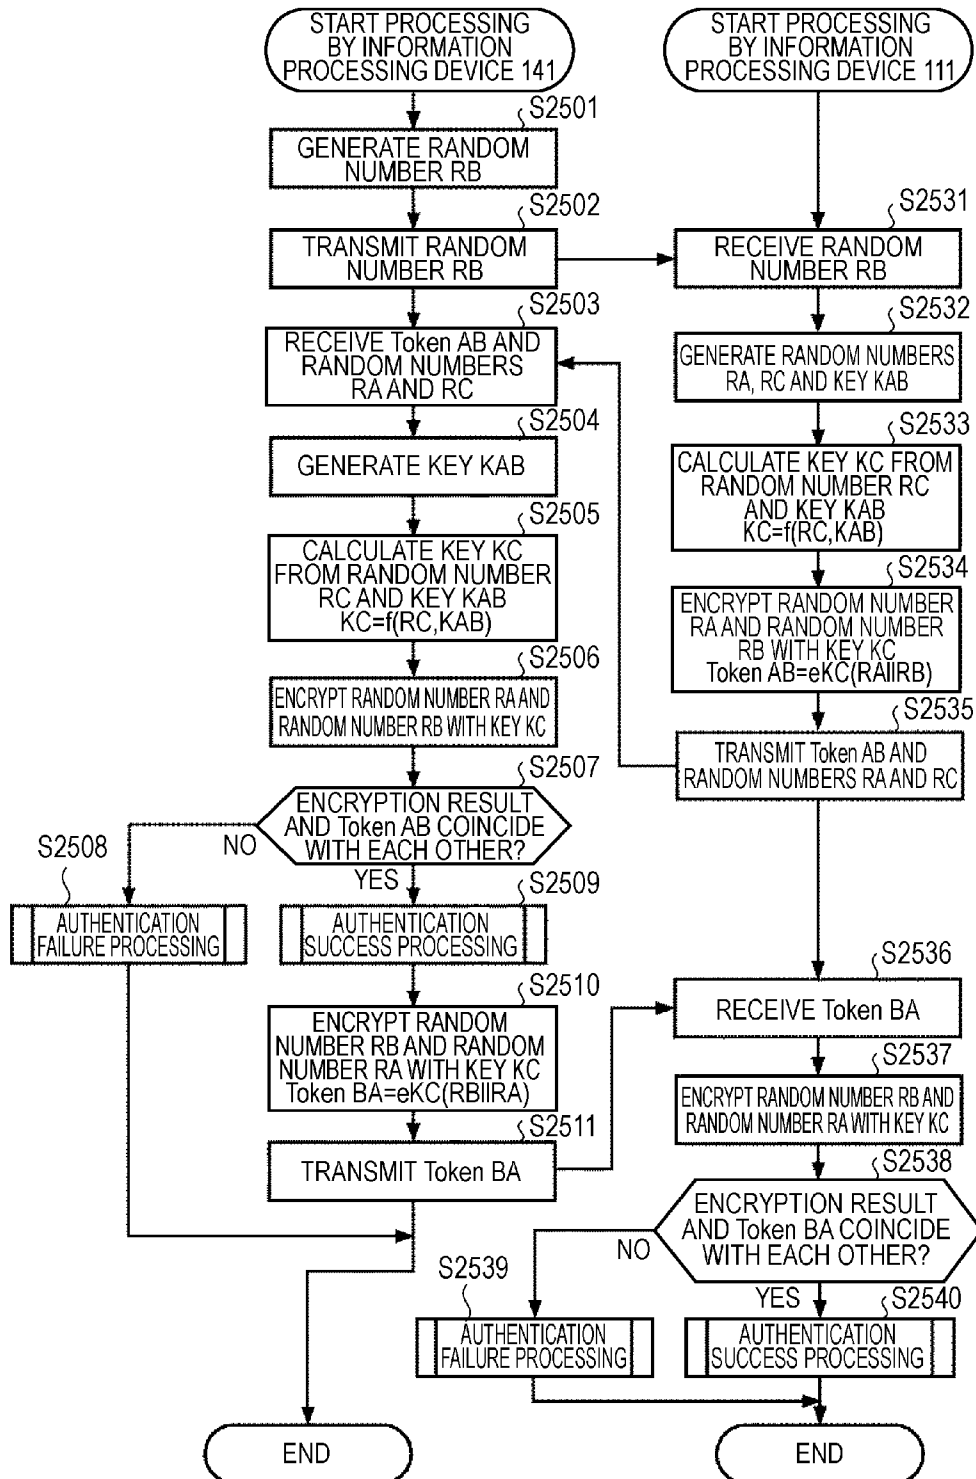 START PROCESSING
BY INFORMATION
PROCESSING DEVICE 141
S2501
GENERATE RANDOM
NUMBER RB
S2502
TRANSMIT RANDOM
NUMBER RB
S2503
RECEIVE Token AB AND
RANDOM NUMBERS
RA AND RC
S2504
GENERATE KEY KAB
S2505
CALCULATE KEY KC
FROM RANDOM NUMBER
RC AND KEY KAB
KC=f(RC,KAB)
S2506
ENCRYPT RANDOM NUMBER RA AND
RANDOM NUMBER RB WITH KEY KC
S2507
ENCRYPTION RESULT
AND Token AB COINCIDE
WITH EACH OTHER?
NO
YES
S2508
AUTHENTICATION
FAILURE PROCESSING
S2509
AUTHENTICATION
SUCCESS PROCESSING
S2510
ENCRYPT RANDOM
NUMBER RB AND RANDOM
NUMBER RA WITH KEY KC
Token BA=eKC(RBIIRA)
S2511
TRANSMIT Token BA
END
START PROCESSING
BY INFORMATION
PROCESSING DEVICE 111
S2531
RECEIVE RANDOM
NUMBER RB
S2532
GENERATE RANDOM NUMBERS
RA, RC AND KEY KAB
S2533
CALCULATE KEY KC FROM
RANDOM NUMBER RC
AND KEY KAB
KC=f(RC,KAB)
S2534
ENCRYPT RANDOM NUMBER
RA AND RANDOM NUMBER
RB WITH KEY KC
Token AB=eKC(RAIIRB)
S2535
TRANSMIT Token AB AND
RANDOM NUMBERS RA AND RC
S2536
RECEIVE Token BA
S2537
ENCRYPT RANDOM NUMBER RB AND
RANDOM NUMBER RA WITH KEY KC
S2538
ENCRYPTION RESULT
AND Token BA COINCIDE
WITH EACH OTHER?
NO
YES
S2539
AUTHENTICATION
FAILURE PROCESSING
S2540
AUTHENTICATION
SUCCESS PROCESSING
END